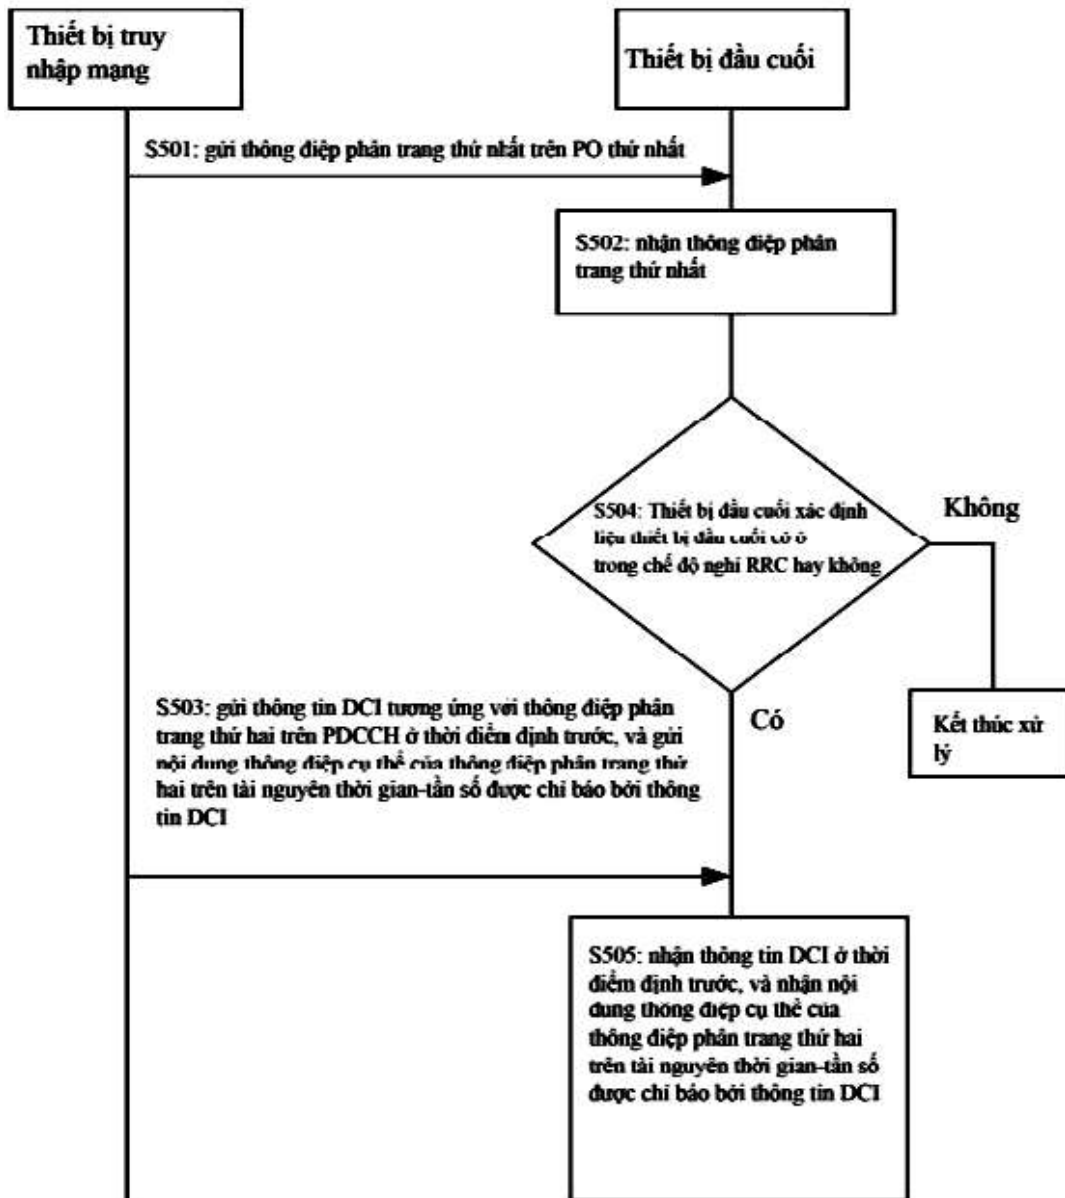 Thiết bị truy
nhập mạng
Thiết bị đầu cuối
S501: gửi thông điệp phân trang thứ nhất trên PO thứ nhất
S502: nhận thông điệp phân
trang thứ nhất
S504: Thiết bị đầu cuối xác định
liệu thiết bị đầu cuối có ở
trong chế độ nghỉ RRC hay không
Không
Kết thúc xử
lý
Có
S503: gửi thông tin DCI tương ứng với thông điệp phân
trang thứ hai trên PDCCH ở thời điểm định trước, và gửi
nội dung thông điệp cụ thể của thông điệp phân trang thứ
hai trên tài nguyên thời gian-tần số được chỉ báo bởi thông
tin DCI
S505: nhận thông tin DCI ở thời
điểm định trước, và nhận nội
dung thông điệp cụ thể của
thông điệp phân trang thứ hai
trên tài nguyên thời gian-tần số
được chỉ báo bởi thông tin DCI